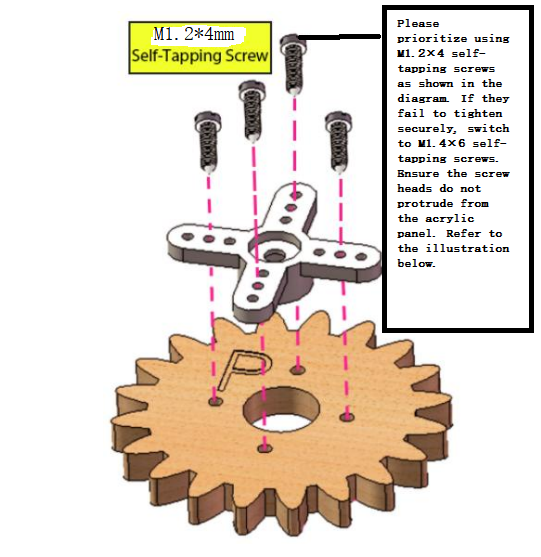 M1.2*4mm
Self-Tapping Screw
Please
prioritize using
M1.2×4 self-
tapping screws
as shown in the
diagram. If they
fail to tighten
securely, switch
to M1.4×6 self-
tapping screws.
Ensure the screw
heads do not
protrude from
the acrylic
panel. Refer to
the illustration
below.
P